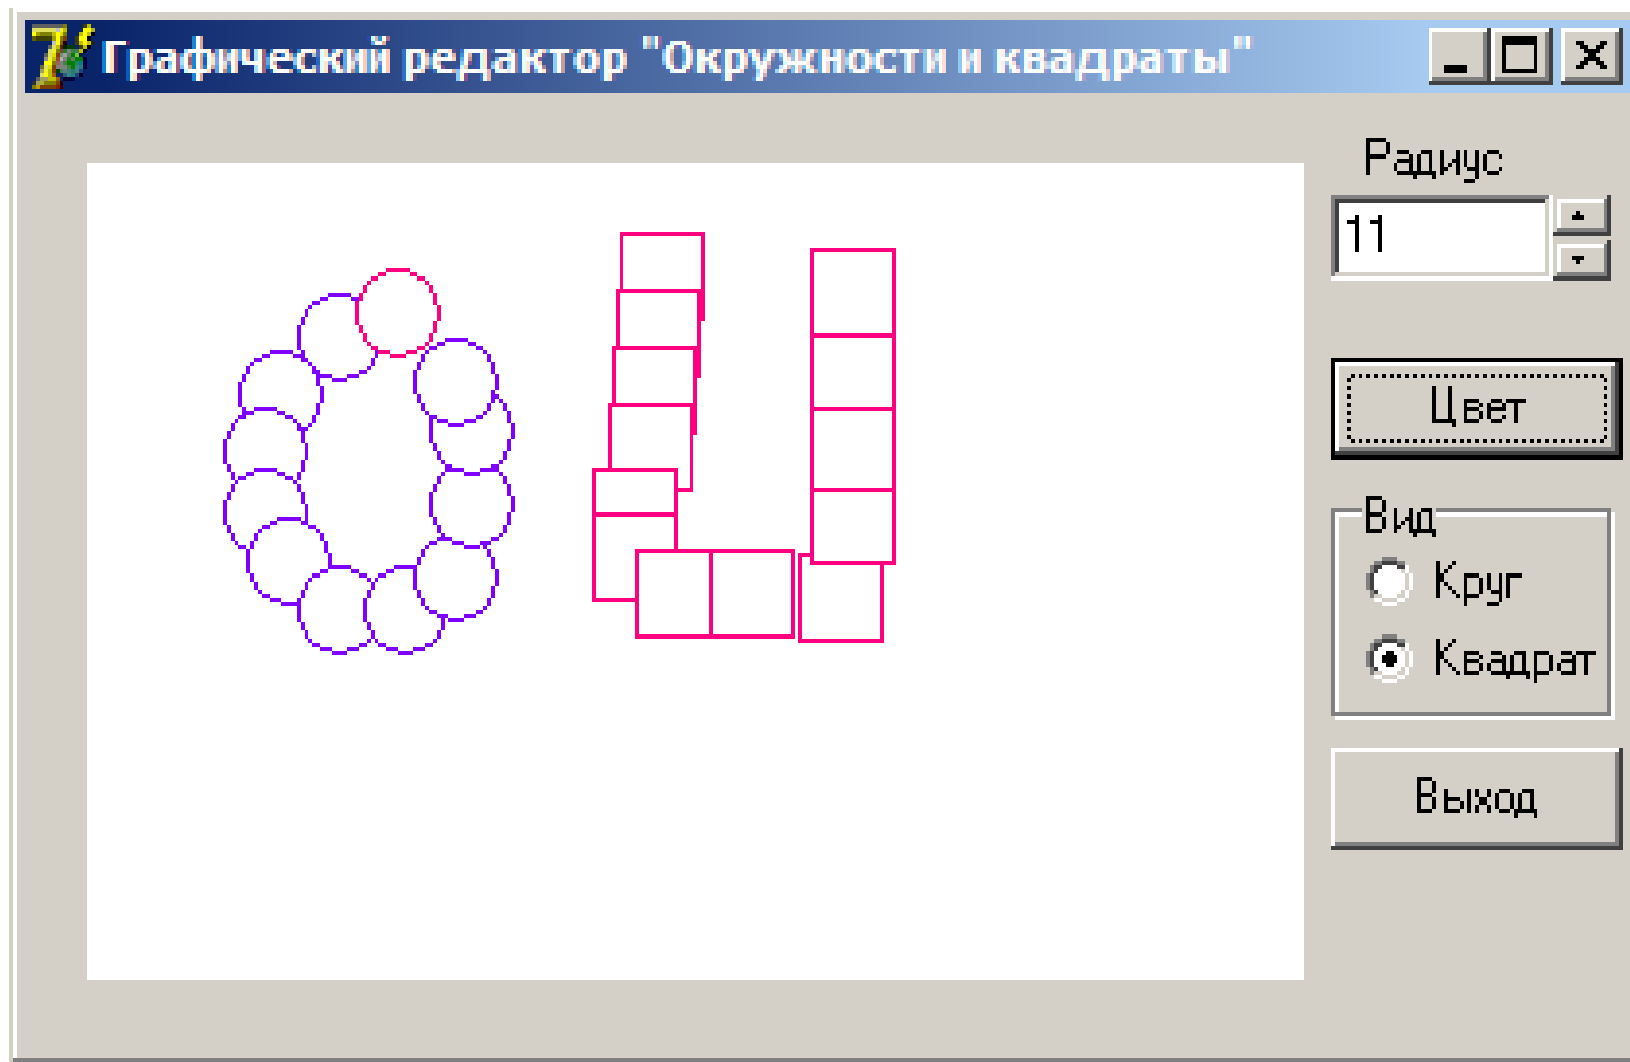 Графический редактор "Окружности и квадраты"
Радиус
11
Цвет
Вид
Круг
Квадрат
Выход